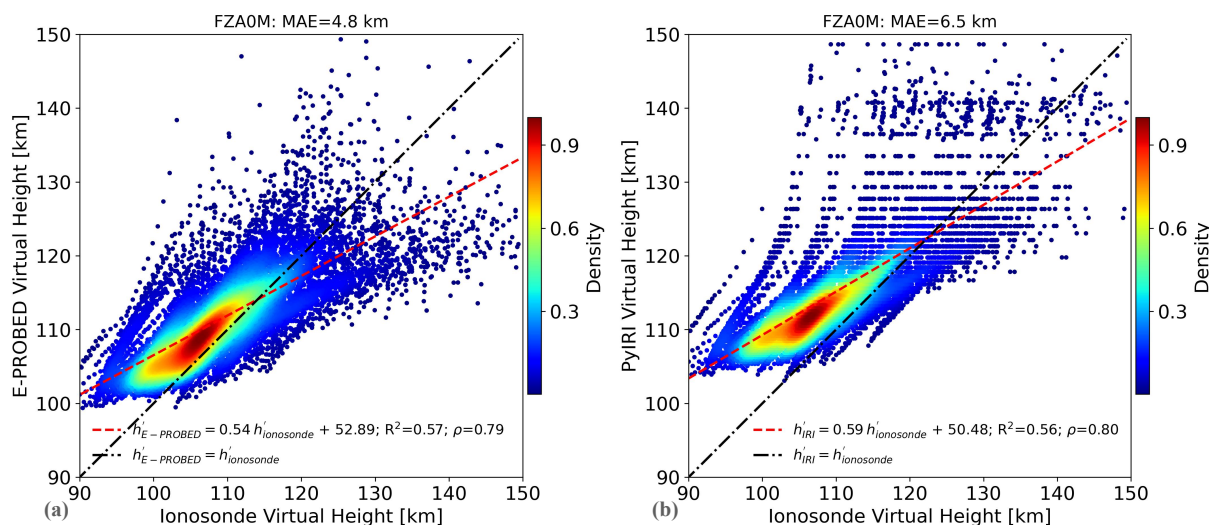 FZA0M: MAE=4.8 km
E-PROBED Virtual Height [km]
150
140
130
120
110
100
90
h'E−PROBED = 0.54 h'ionosonde + 52.89; R²=0.57; ρ=0.79
h'E−PROBED = h'ionosonde
90 100 110 120 130 140 150
Ionosonde Virtual Height [km]
(a)
0.9
0.6
0.3
Density
FZA0M: MAE=6.5 km
PyIRI Virtual Height [km]
150
140
130
120
110
100
90
h'IRI = 0.59 h'ionosonde + 50.48; R²=0.56; ρ=0.80
h'IRI = h'ionosonde
90 100 110 120 130 140 150
Ionosonde Virtual Height [km]
(b)
0.9
0.6
0.3
Density